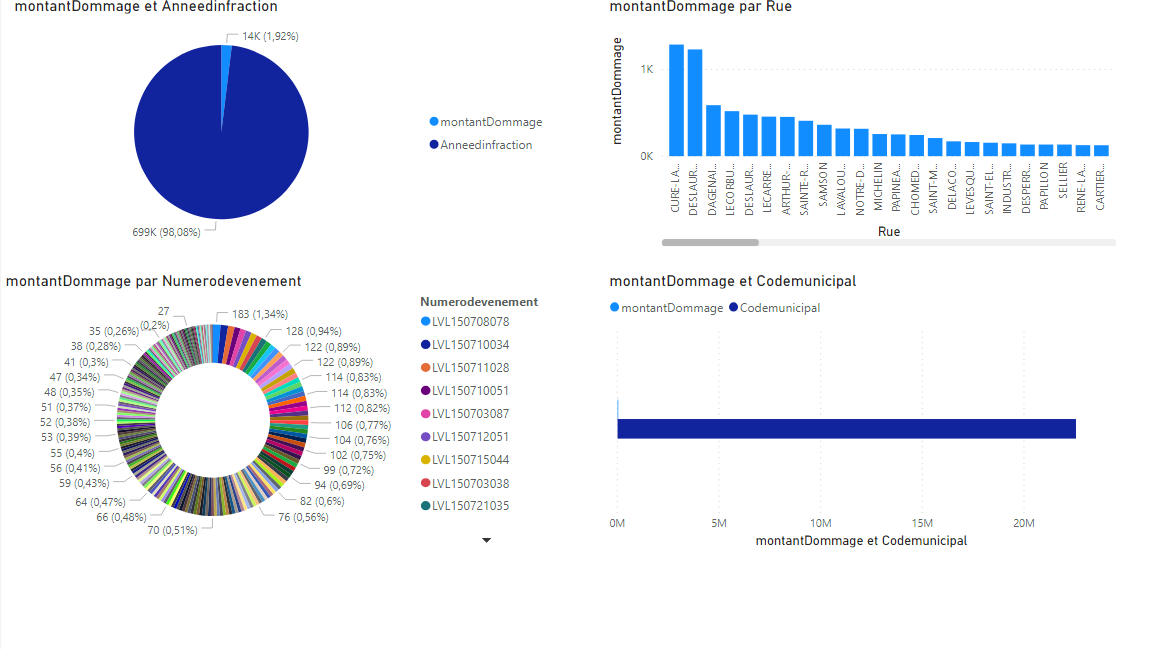 montantDommage et Anneedinfraction
14K (1,92%)
699K (98,08%)
montantDommage
Anneedinfraction
montantDommage par Rue
montantDommage
1K
0K
CURE-LA...
DESLAUR...
DAGENAI...
LECORBU...
DESLAUR...
LECARRE...
ARTHUR-...
SAINTE-R...
SAMSON
LAVALOU...
NOTRE-D...
MICHELIN
PAPINEA...
CHOMED...
SAINT-M...
DELACO...
LEVESQU...
SAINT-EL...
INDUSTR...
DESPERR...
PAPILLON
SELLIER
RENE-LA...
CARTIER...
Rue
montantDommage par Numerodevenement
183 (1,34%)
128 (0,94%)
122 (0,89%)
122 (0,89%)
114 (0,83%)
114 (0,83%)
112 (0,82%)
106 (0,77%)
104 (0,76%)
102 (0,75%)
99 (0,72%)
94 (0,69%)
82 (0,6%)
76 (0,56%)
70 (0,51%)
66 (0,48%)
64 (0,47%)
59 (0,43%)
56 (0,41%)
55 (0,4%)
53 (0,39%)
52 (0,38%)
51 (0,37%)
48 (0,35%)
47 (0,34%)
41 (0,3%)
38 (0,28%)
35 (0,26%)
27
(0,2%)
Numerodevenement
LVL150708078
LVL150710034
LVL150711028
LVL150710051
LVL150703087
LVL150712051
LVL150715044
LVL150703038
LVL150721035
montantDommage et Codemunicipal
montantDommage
Codemunicipal
0M
5M
10M
15M
20M
montantDommage et Codemunicipal